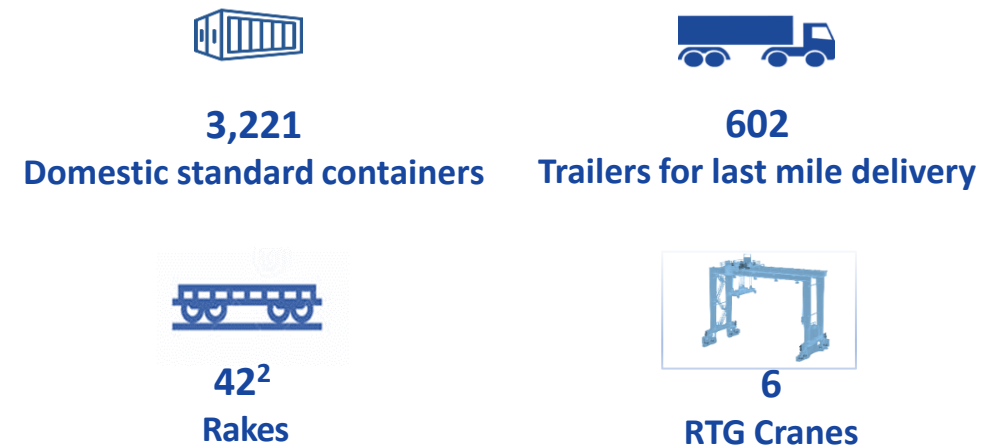 3,221
Domestic standard containers
602
Trailers for last mile delivery
42²
Rakes
6
RTG Cranes